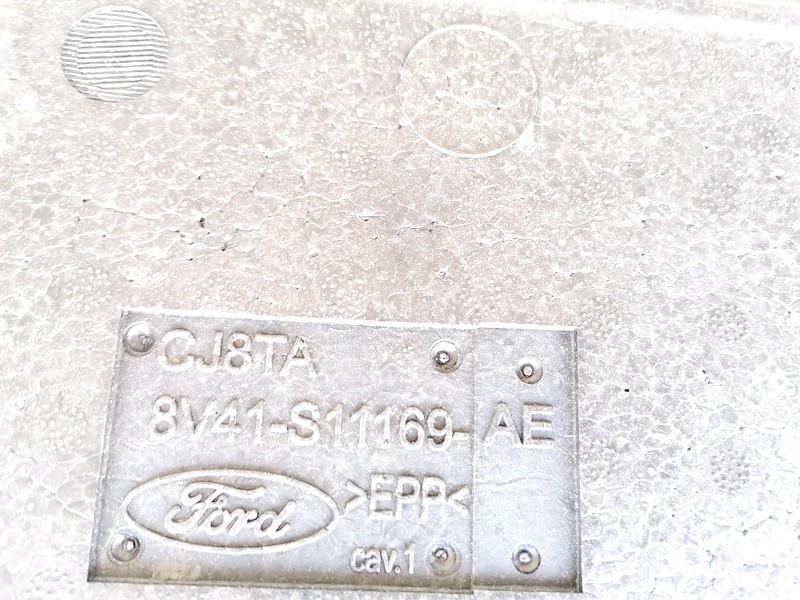 CJ8TA
8V41-S11169-AE
Ford >EPP<
cav.1